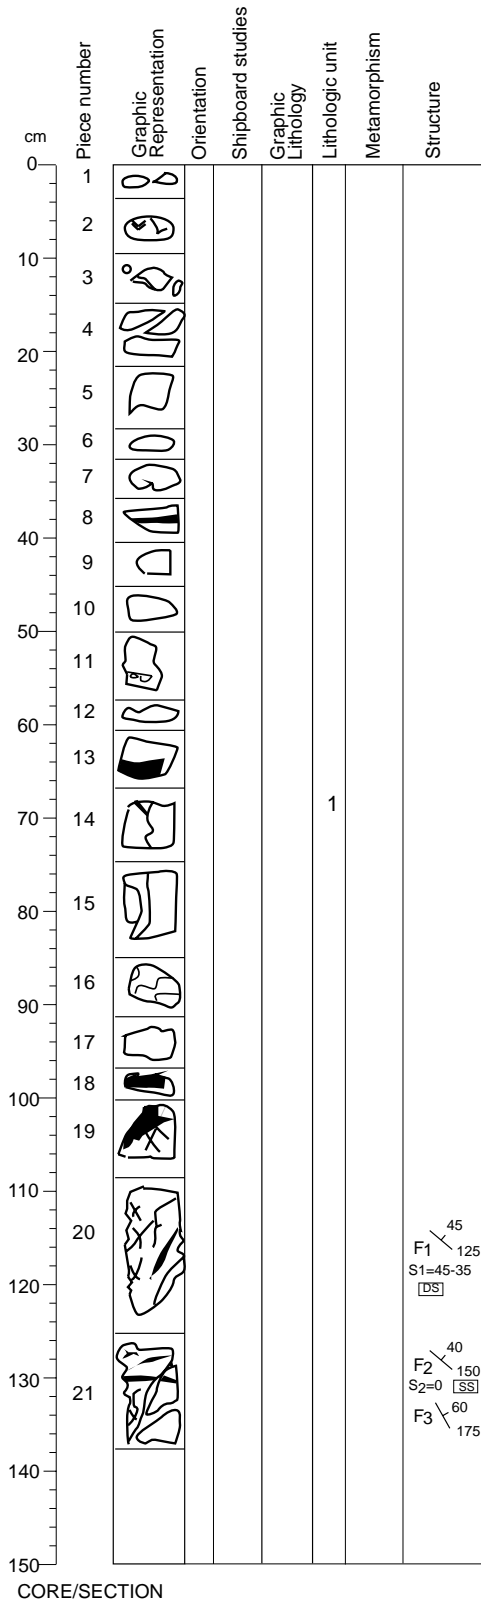 cm
Piece number
Graphic
Representation
Orientation
Shipboard studies
Graphic
Lithology
Lithologic unit
Metamorphism
Structure
0
1
2
10
3
4
20
5
6
30
7
8
40
9
10
50
11
12
60
13
1
70
14
15
80
16
90
17
18
100
19
110
20
45
F1
125
S1=45-35
DS
120
40
F2
150
130
S2=0
SS
21
60
F3
175
140
150
CORE/SECTION